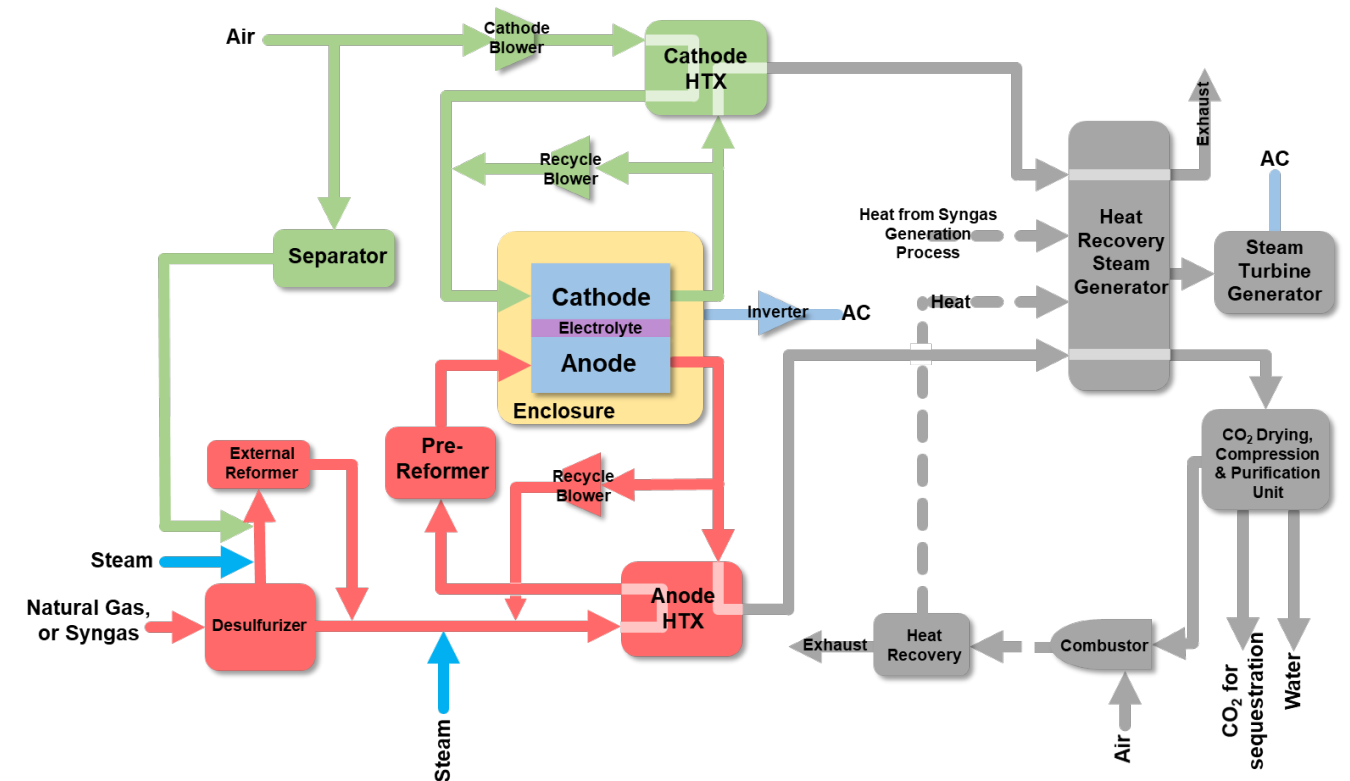 Air
Cathode
Blower
Cathode
HTX
Recycle
Blower
Exhaust
AC
Separator
Heat from Syngas
Generation
Process
Heat
Recovery
Steam
Generator
Steam
Turbine
Generator
Cathode
Electrolyte
Anode
Enclosure
Inverter
AC
Heat
External
Reformer
Pre-
Reformer
Recycle
Blower
CO₂ Drying,
Compression
& Purification
Unit
Steam
Natural Gas,
or Syngas
Desulfurizer
Anode
HTX
Exhaust
Heat
Recovery
Combustor
Steam
Air
CO₂ for
sequestration
Water